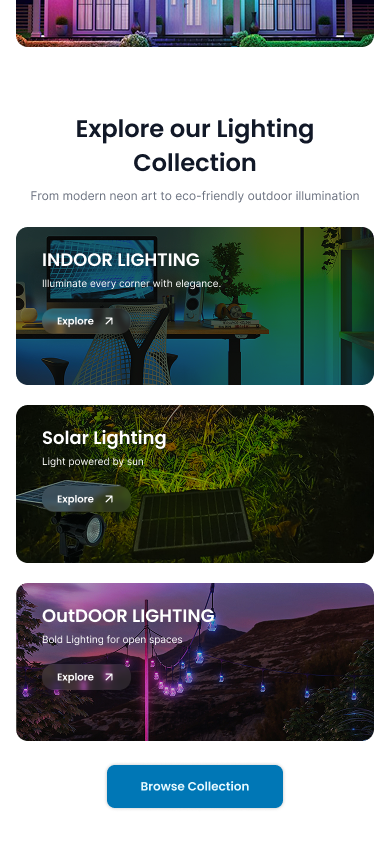 Explore our Lighting
Collection
From modern neon art to eco-friendly outdoor illumination
INDOOR LIGHTING
Illuminate every corner with elegance.
Explore
Solar Lighting
Light powered by sun
Explore
OutDOOR LIGHTING
Bold Lighting for open spaces
Explore
Browse Collection